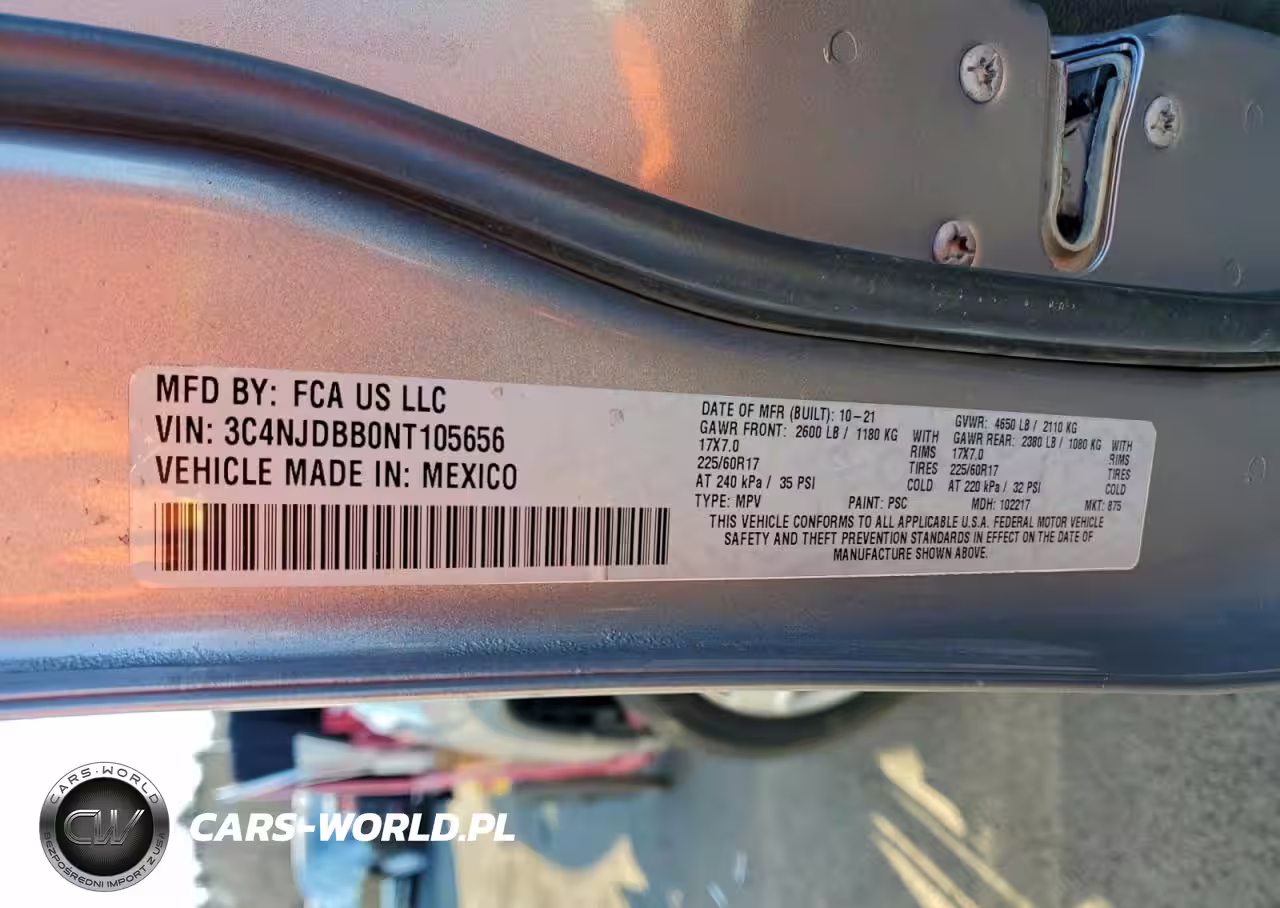 MFD BY: FCA US LLC
VIN: 3C4NJDBB0NT105656
VEHICLE MADE IN: MEXICO
DATE OF MFR (BUILT): 10-21
GVWR: 4650 LB / 2110 KG
GAWR FRONT: 2600 LB / 1180 KG WITH
17X7.0 RIMS
225/60R17 TIRES
AT 240 kPa / 35 PSI COLD
GAWR REAR: 2380 LB / 1080 KG WITH
17X7.0 RIMS
225/60R17 TIRES
AT 220 kPa / 32 PSI COLD
TYPE: MPV PAINT: PSC MDH: 102217 MKT: 875
THIS VEHICLE CONFORMS TO ALL APPLICABLE U.S.A. FEDERAL MOTOR VEHICLE
SAFETY AND THEFT PREVENTION STANDARDS IN EFFECT ON THE DATE OF
MANUFACTURE SHOWN ABOVE.
CARS-WORLD
CW
BEZPOŚREDNI IMPORT Z USA
CARS-WORLD.PL